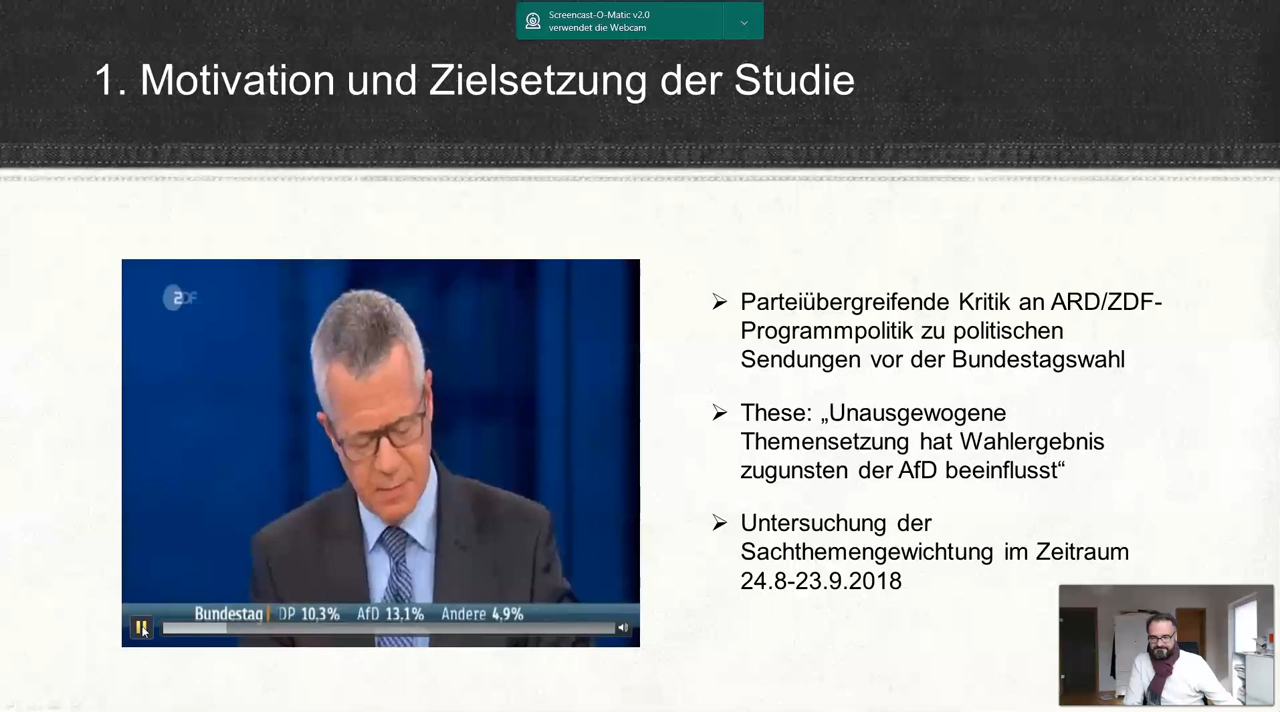 Screencast-O-Matic v2.0
verwendet die Webcam
1. Motivation und Zielsetzung der Studie
ZDF
Bundestag DP 10,3% AfD 13,1% Andere 4,9%
➢ Parteiübergreifende Kritik an ARD/ZDF-
Programmpolitik zu politischen
Sendungen vor der Bundestagswahl
➢ These: „Unausgewogene
Themensetzung hat Wahlergebnis
zugunsten der AfD beeinflusst“
➢ Untersuchung der
Sachthemengewichtung im Zeitraum
24.8-23.9.2018